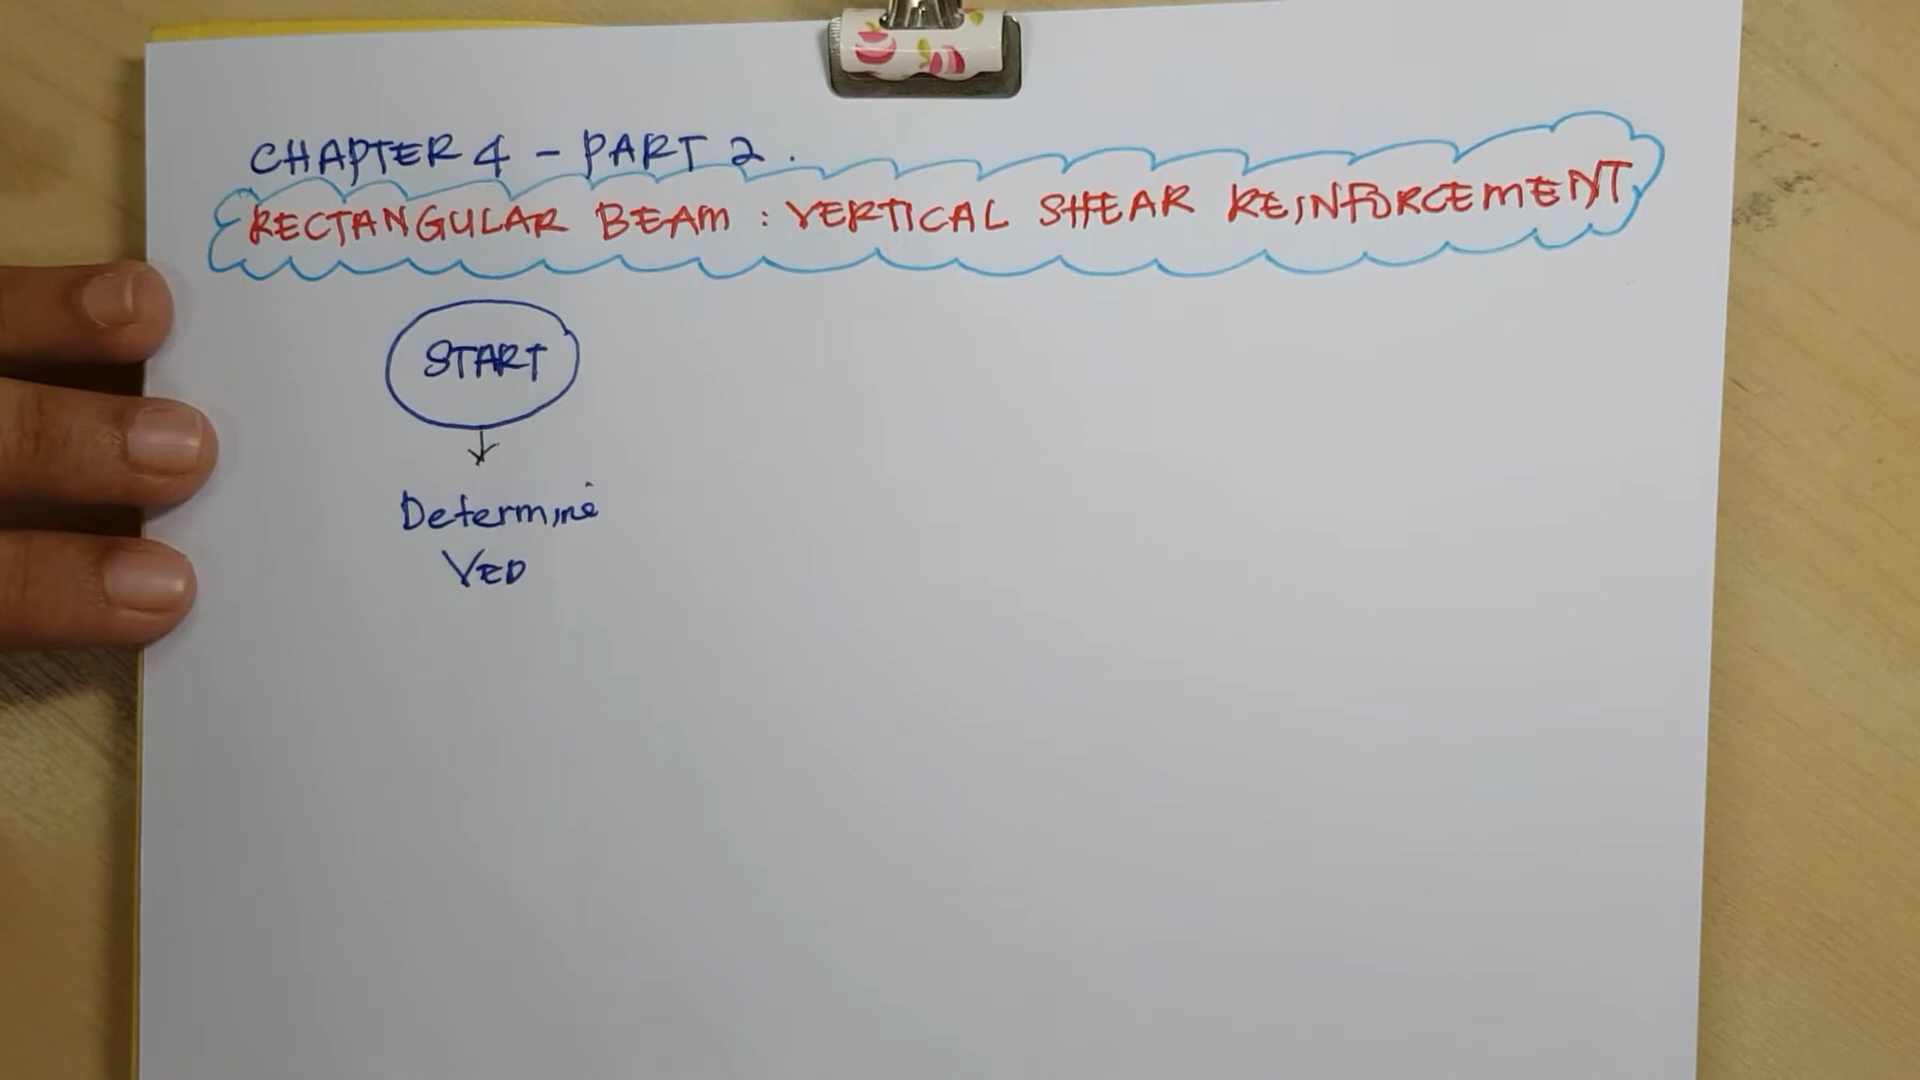 CHAPTER 4 - PART 2.
RECTANGULAR BEAM : VERTICAL SHEAR REINFORCEMENT
START
Determine
VED